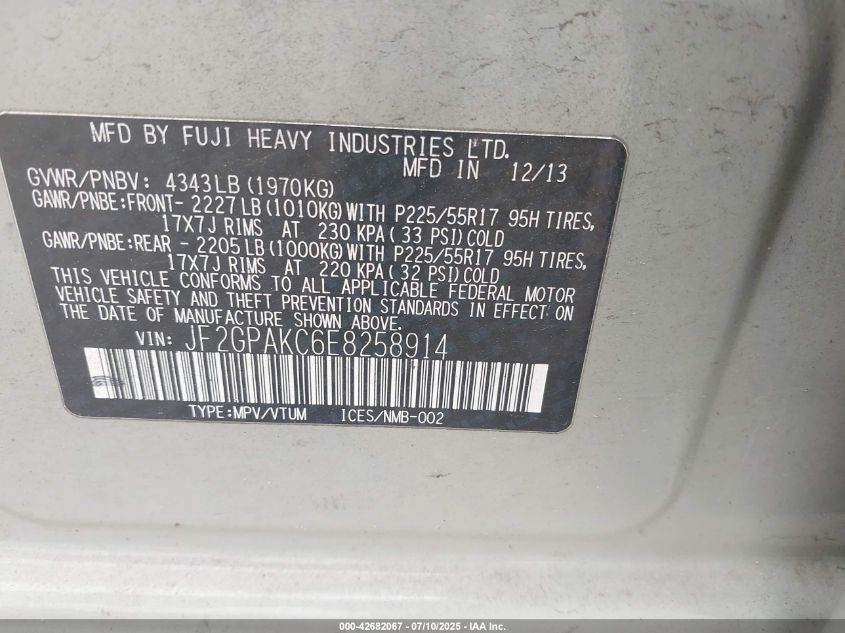 MFD BY FUJI HEAVY INDUSTRIES LTD.
MFD IN 12/13
GVWR/PNBV: 4343LB(1970KG)
GAWR/PNBE:FRONT- 2227LB(1010KG)WITH P225/55R17 95H TIRES,
17X7J RIMS AT 230 KPA(33 PSI)COLD
GAWR/PNBE:REAR - 2205LB(1000KG)WITH P225/55R17 95H TIRES,
17X7J RIMS AT 220 KPA(32 PSI)COLD
THIS VEHICLE CONFORMS TO ALL APPLICABLE FEDERAL MOTOR
VEHICLE SAFETY AND THEFT PREVENTION STANDARDS IN EFFECT ON
THE DATE OF MANUFACTURE SHOWN ABOVE.
VIN: JF2GPAKC6E8258914
TYPE:MPV/VTUM ICES/NMB-002
000-42682067 - 07/10/2025 - IAA Inc.